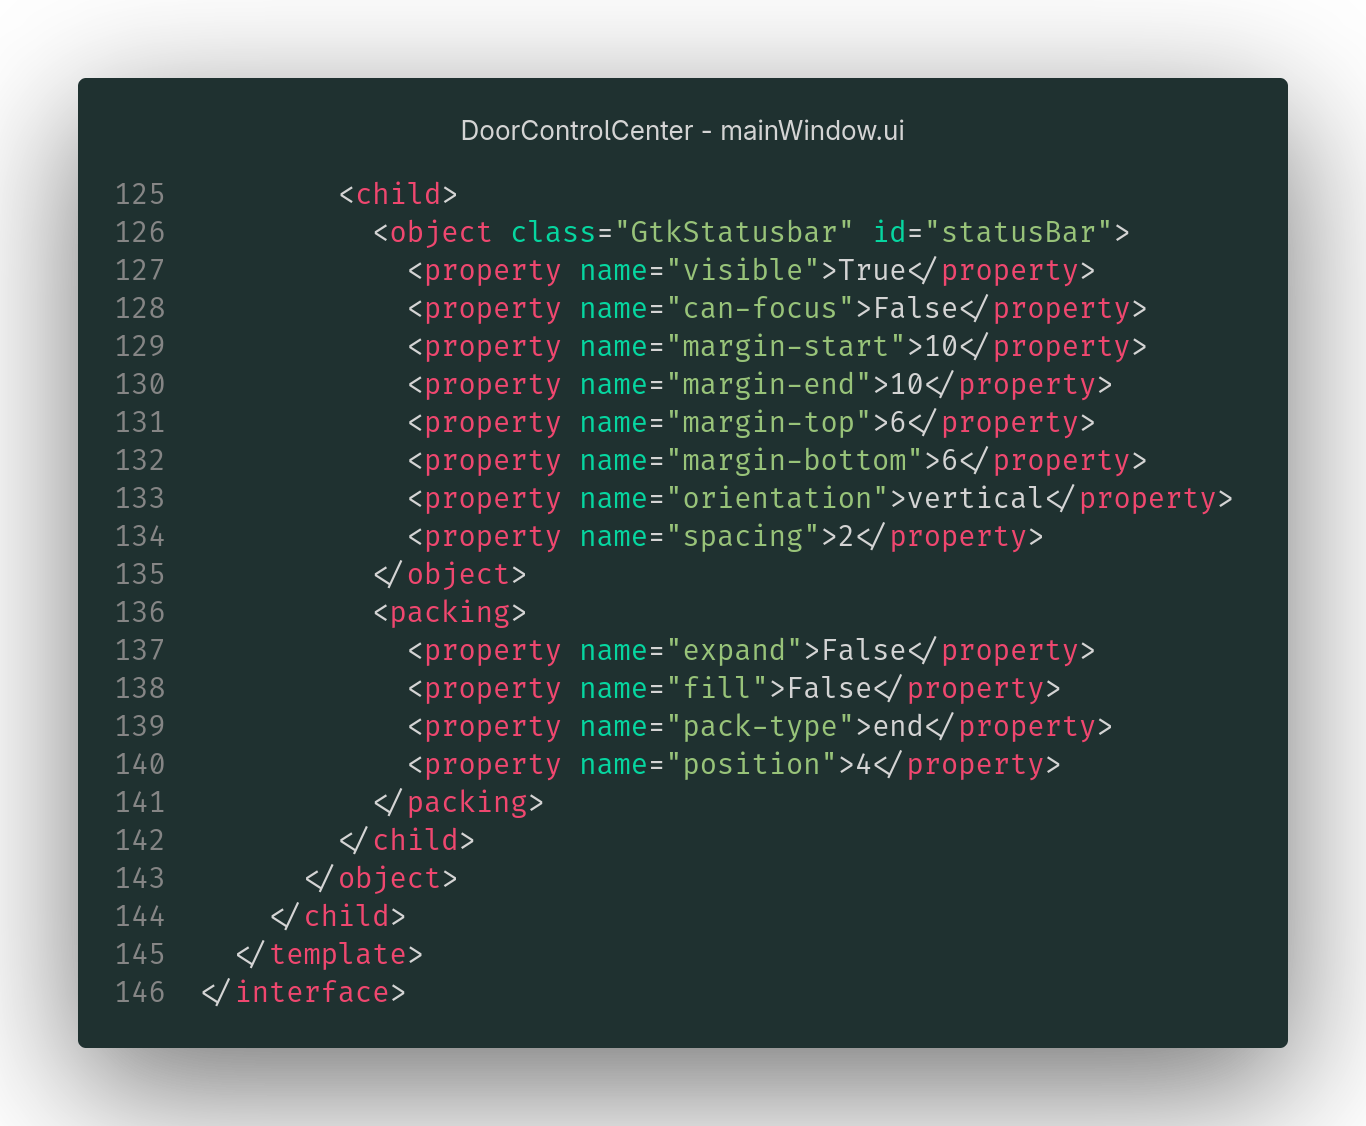 DoorControlCenter - mainWindow.ui
125          <child>
126            <object class="GtkStatusbar" id="statusBar">
127              <property name="visible">True</property>
128              <property name="can-focus">False</property>
129              <property name="margin-start">10</property>
130              <property name="margin-end">10</property>
131              <property name="margin-top">6</property>
132              <property name="margin-bottom">6</property>
133              <property name="orientation">vertical</property>
134              <property name="spacing">2</property>
135            </object>
136            <packing>
137              <property name="expand">False</property>
138              <property name="fill">False</property>
139              <property name="pack-type">end</property>
140              <property name="position">4</property>
141            </packing>
142          </child>
143        </object>
144      </child>
145    </template>
146  </interface>